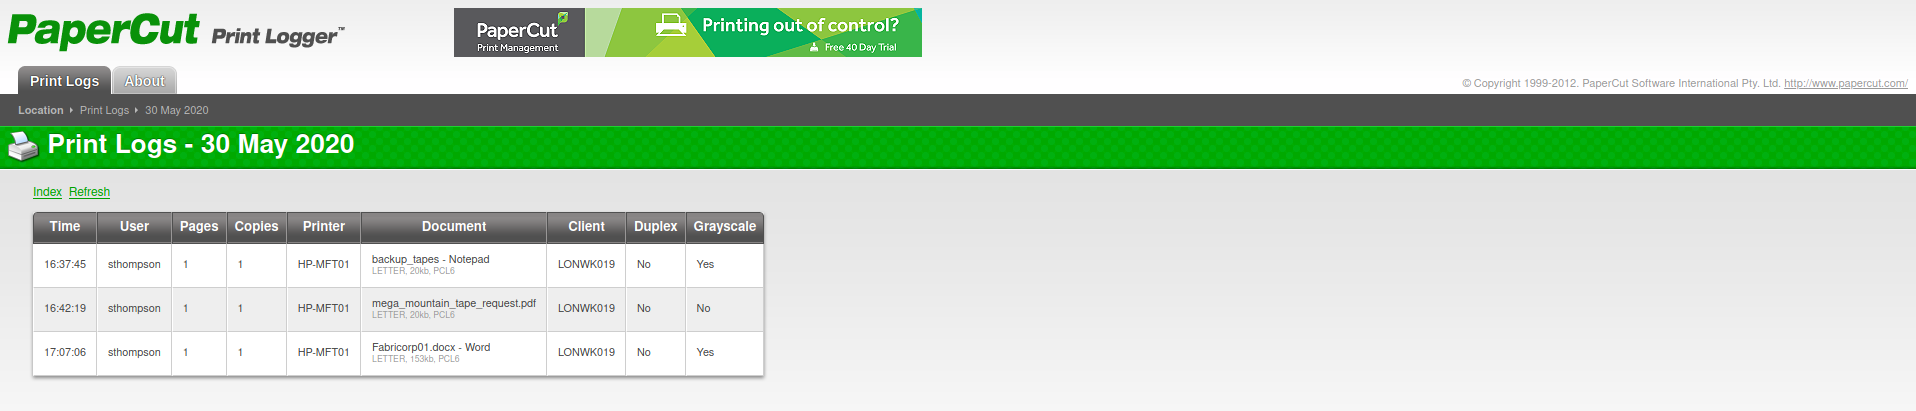 PaperCut Print Logger™
PaperCut
Print Management
Printing out of control?
Free 40 Day Trial
Print Logs About
© Copyright 1999-2012. PaperCut Software International Pty. Ltd. http://www.papercut.com/
Location Print Logs 30 May 2020
Print Logs - 30 May 2020
Index Refresh
Time User Pages Copies Printer Document Client Duplex Grayscale
16:37:45 sthompson 1 1 HP-MFT01 backup_tapes - Notepad LONWK019 No Yes
LETTER, 20kb, PCL6
16:42:19 sthompson 1 1 HP-MFT01 mega_mountain_tape_request.pdf LONWK019 No No
LETTER, 20kb, PCL6
17:07:06 sthompson 1 1 HP-MFT01 Fabricorp01.docx - Word LONWK019 No Yes
LETTER, 153kb, PCL6